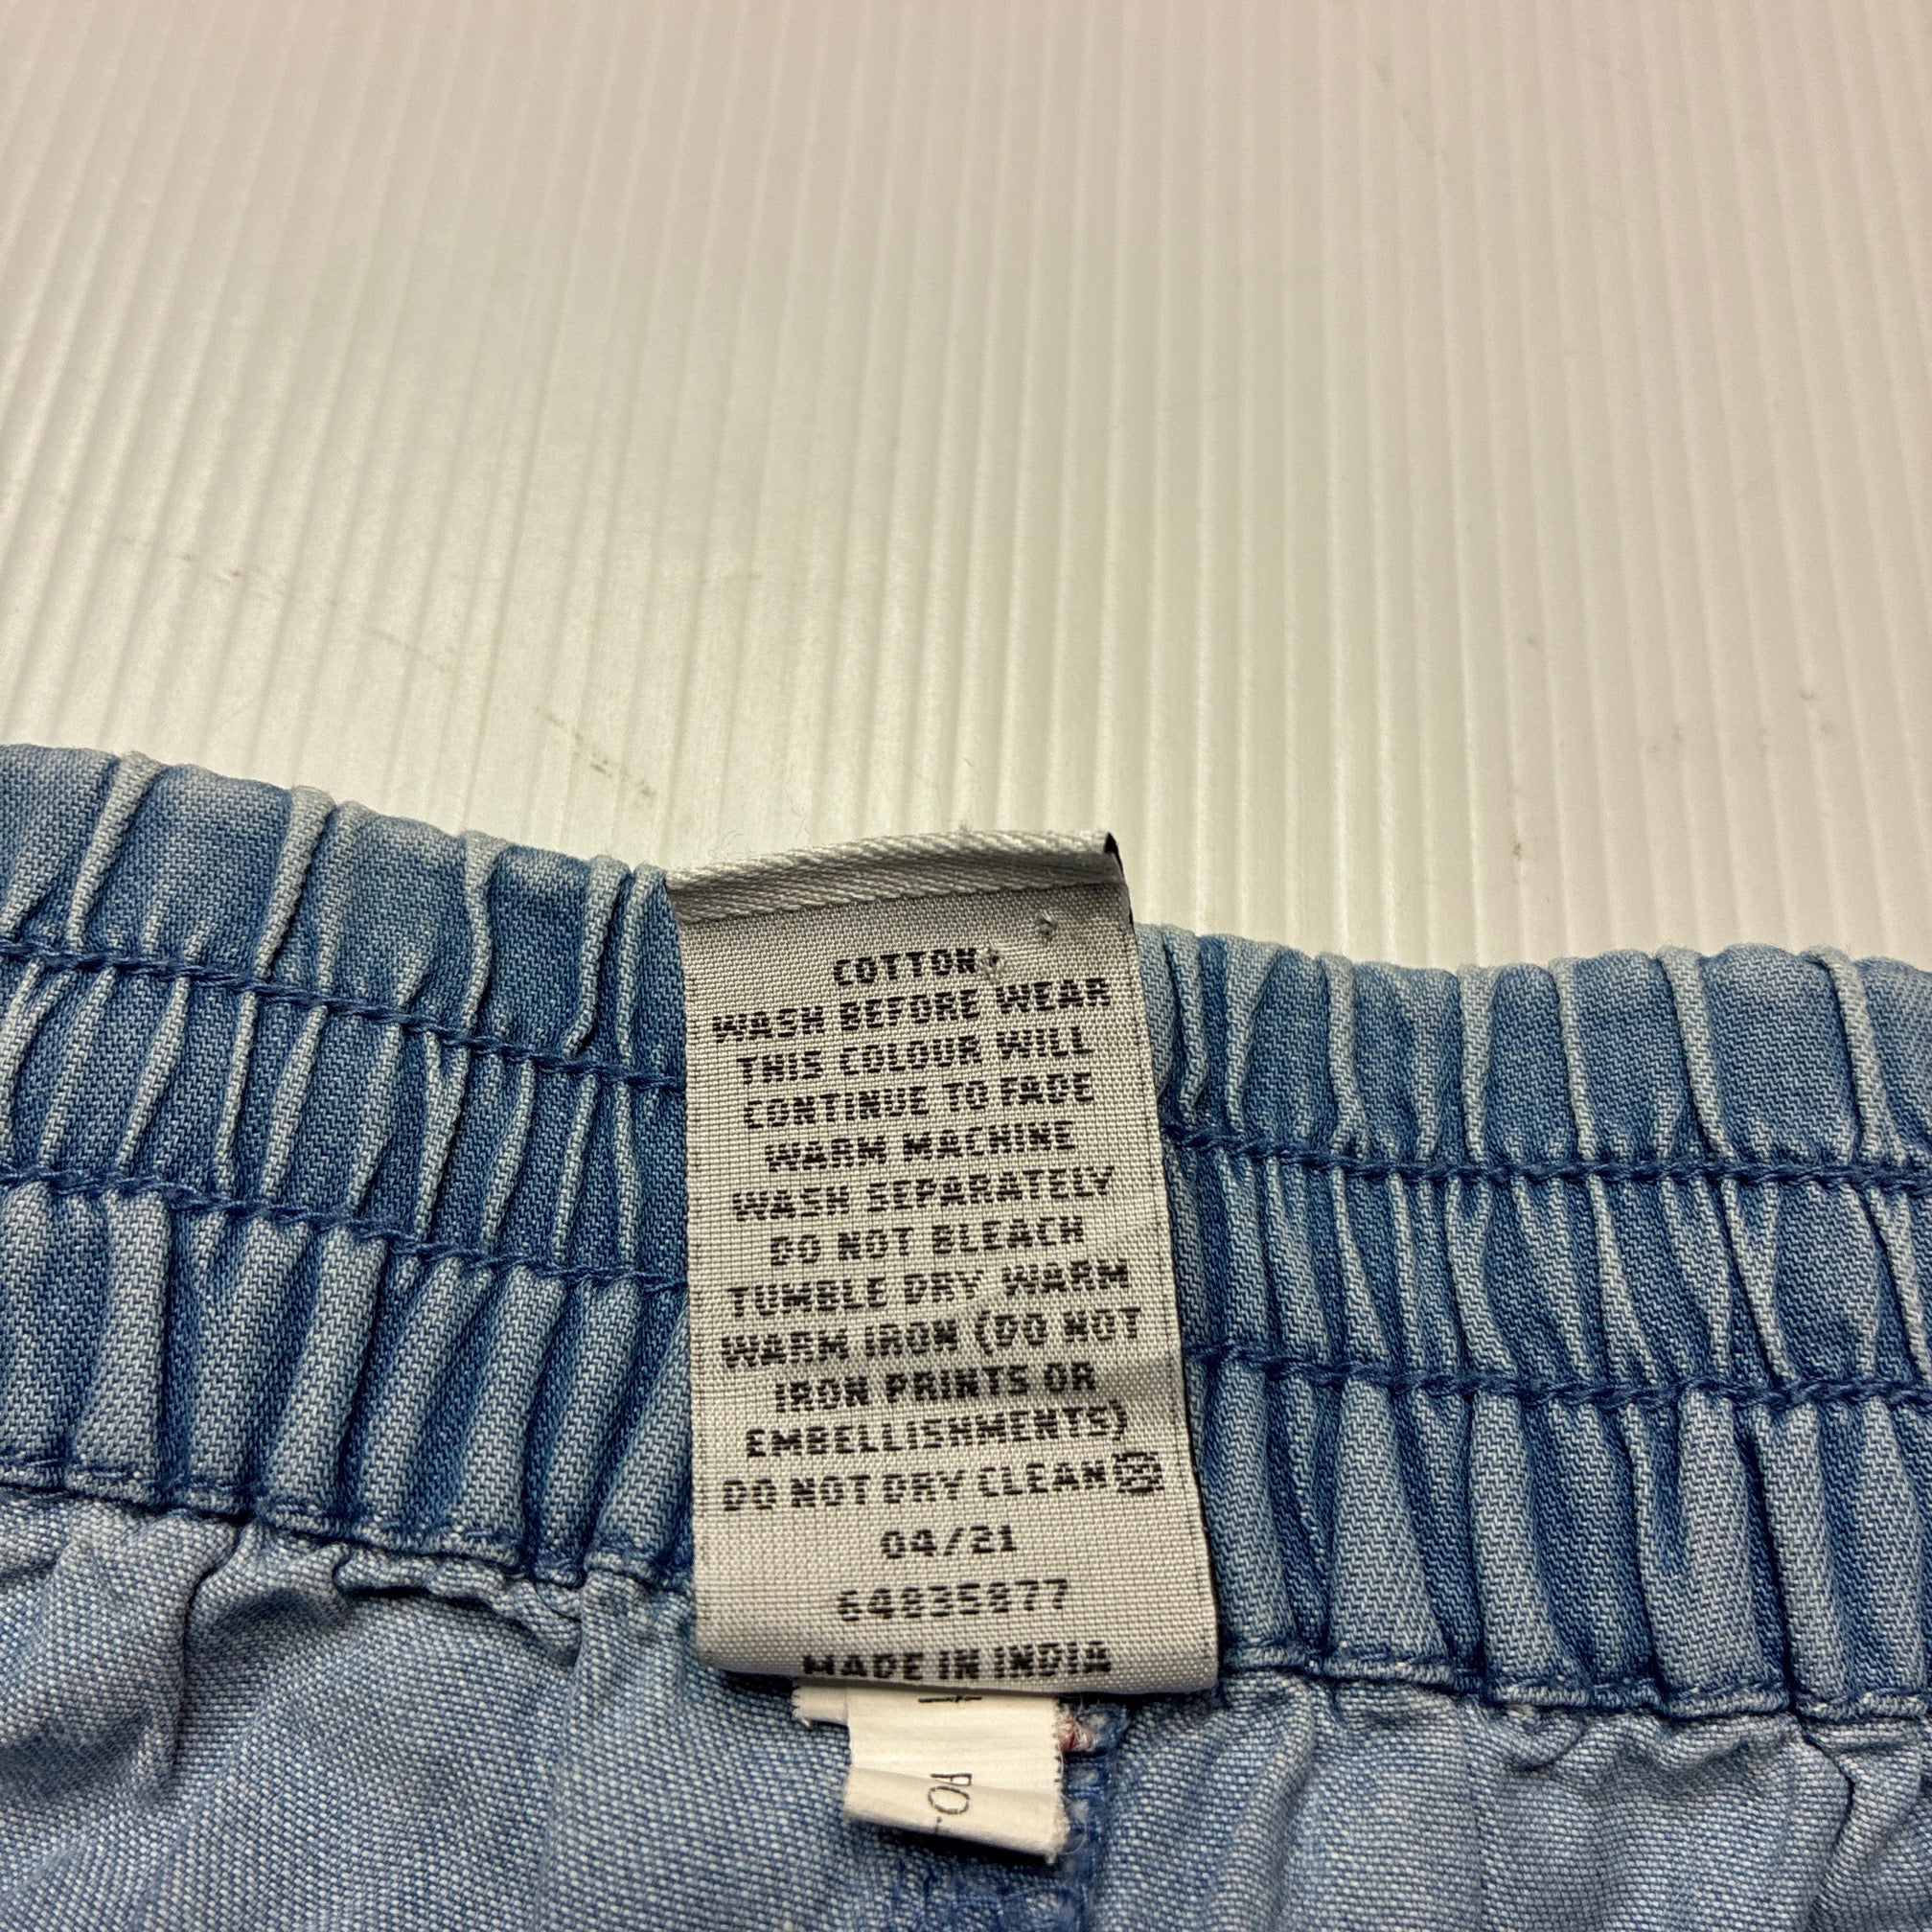 COTTON
WASH BEFORE WEAR
THIS COLOUR WILL
CONTINUE TO FADE
WARM MACHINE
WASH SEPARATELY
DO NOT BLEACH
TUMBLE DRY WARM
WARM IRON (DO NOT
IRON PRINTS OR
EMBELLISHMENTS)
DO NOT DRY CLEAN
04/21
64835877
MADE IN INDIA